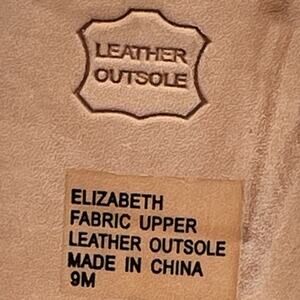 LEATHER
OUTSOLE
ELIZABETH
FABRIC UPPER
LEATHER OUTSOLE
MADE IN CHINA
9M